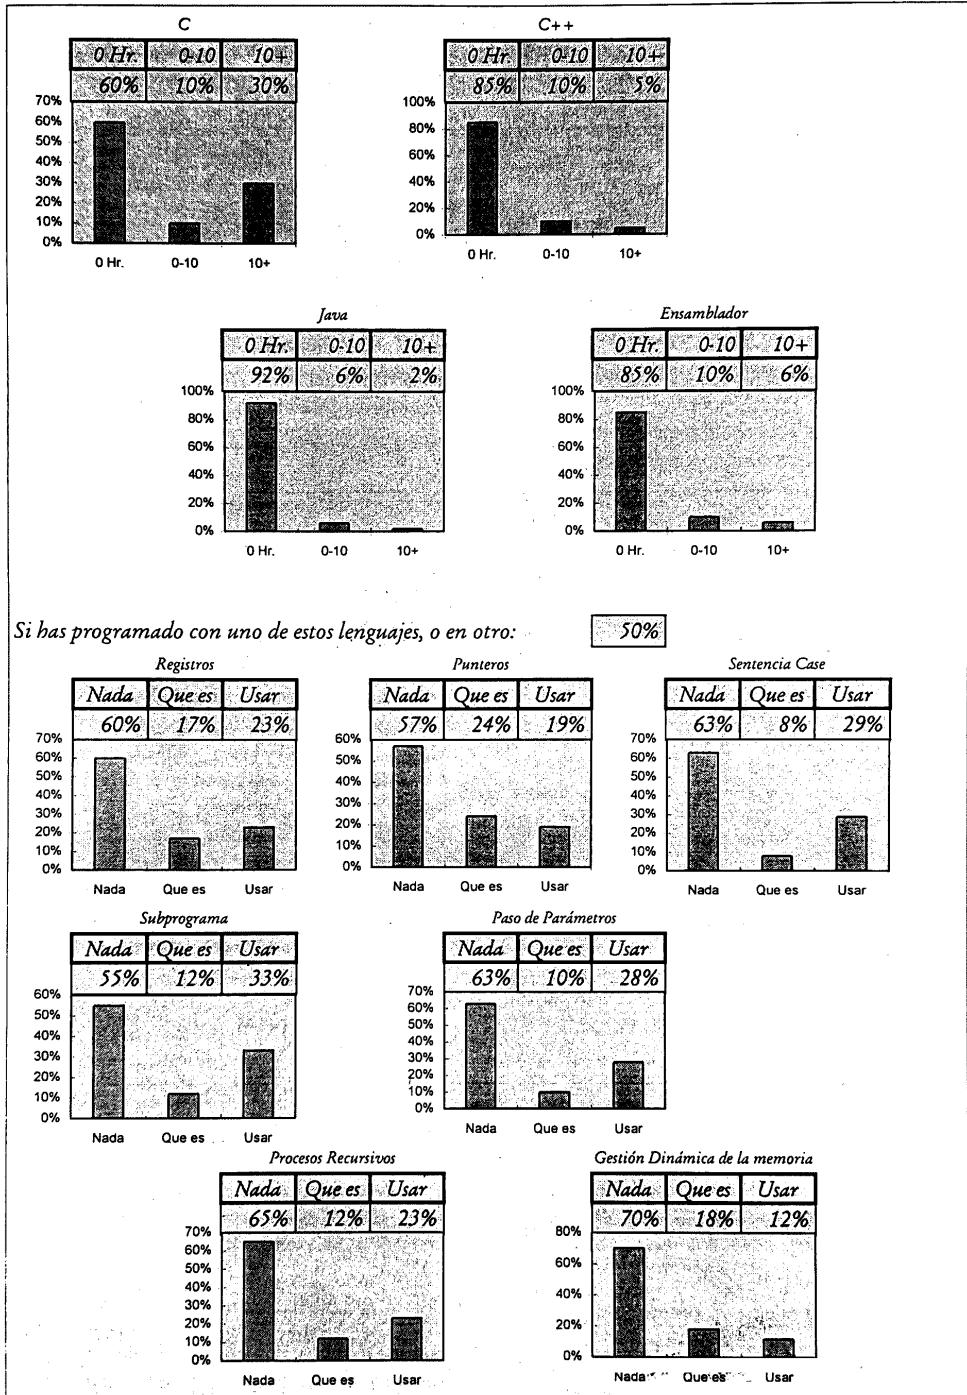 C
0 Hr. 0-10 10+
60% 10% 30%
70%
60%
50%
40%
30%
20%
10%
0%
0 Hr. 0-10 10+
C++
0 Hr. 0-10 10+
85% 10% 5%
100%
80%
60%
40%
20%
0%
0 Hr. 0-10 10+
Java
0 Hr. 0-10 10+
92% 6% 2%
100%
80%
60%
40%
20%
0%
0 Hr. 0-10 10+
Ensamblador
0 Hr. 0-10 10+
85% 10% 6%
100%
80%
60%
40%
20%
0%
0 Hr. 0-10 10+
Si has programado con uno de estos lenguajes, o en otro: 50%
Registros
Nada Que es Usar
60% 17% 23%
70%
60%
50%
40%
30%
20%
10%
0%
Nada Que es Usar
Punteros
Nada Que es Usar
57% 24% 19%
60%
50%
40%
30%
20%
10%
0%
Nada Que es Usar
Sentencia Case
Nada Que es Usar
63% 8% 29%
70%
60%
50%
40%
30%
20%
10%
0%
Nada Que es Usar
Subprograma
Nada Que es Usar
55% 12% 33%
60%
50%
40%
30%
20%
10%
0%
Nada Que es Usar
Paso de Parámetros
Nada Que es Usar
63% 10% 28%
70%
60%
50%
40%
30%
20%
10%
0%
Nada Que es Usar
Procesos Recursivos
Nada Que es Usar
65% 12% 23%
70%
60%
50%
40%
30%
20%
10%
0%
Nada Que es Usar
Gestión Dinámica de la memoria
Nada Que es Usar
70% 18% 12%
80%
60%
40%
20%
0%
Nada Que es Usar